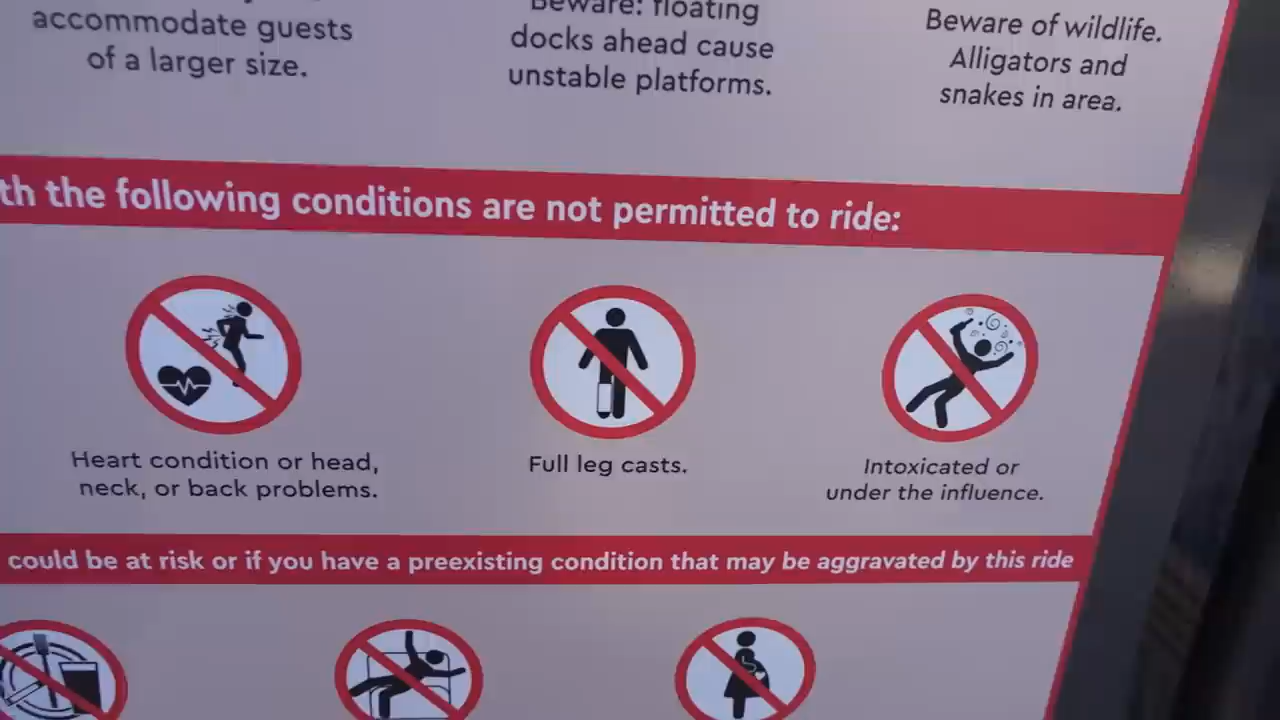 accommodate guests
of a larger size.
Beware: floating
docks ahead cause
unstable platforms.
Beware of wildlife.
Alligators and
snakes in area.
th the following conditions are not permitted to ride:
Heart condition or head,
neck, or back problems.
Full leg casts.
Intoxicated or
under the influence.
could be at risk or if you have a preexisting condition that may be aggravated by this ride